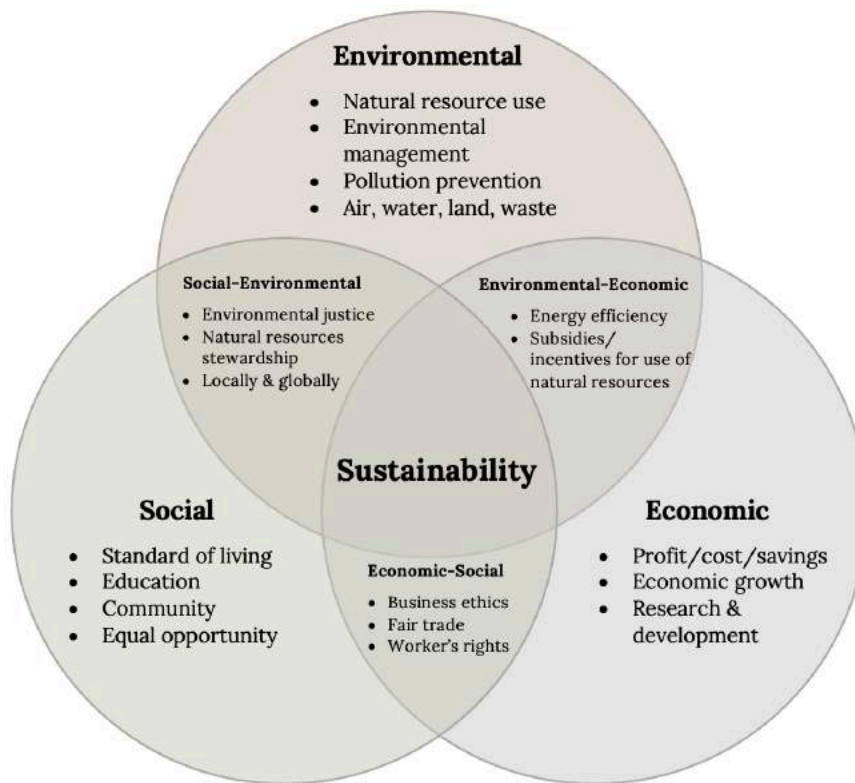 Environmental
• Natural resource use
• Environmental
management
• Pollution prevention
• Air, water, land, waste
Social-Environmental
• Environmental justice
• Natural resources
stewardship
• Locally & globally
Environmental-Economic
• Energy efficiency
• Subsidies/
incentives for use of
natural resources
Sustainability
Social
• Standard of living
• Education
• Community
• Equal opportunity
Economic-Social
• Business ethics
• Fair trade
• Worker's rights
Economic
• Profit/cost/savings
• Economic growth
• Research &
development